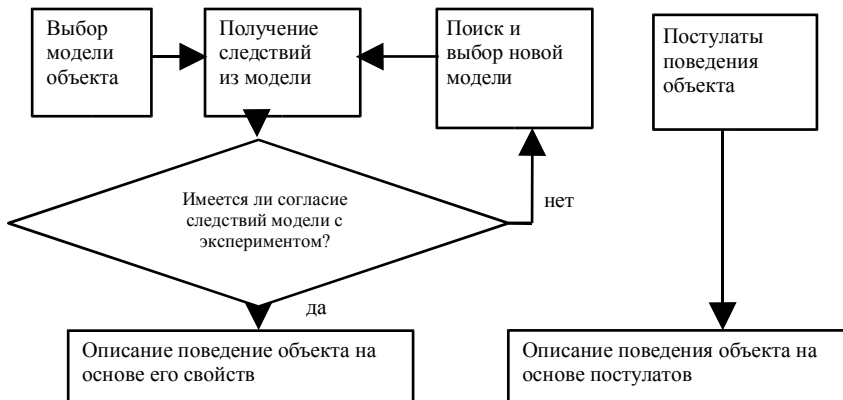 Выбор
модели
объекта
Получение
следствий
из модели
Поиск и
выбор новой
модели
Постулаты
поведения
объекта
Имеется ли согласие
следствий модели с
экспериментом?
нет
да
Описание поведение объекта на
основе его свойств
Описание поведения объекта на
основе постулатов